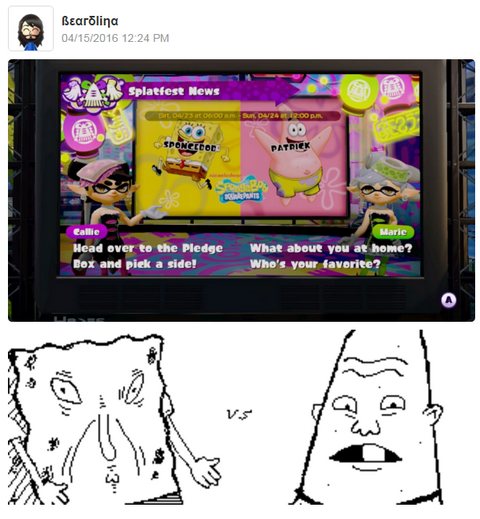 ßεαrδliηα
04/15/2016 12:24 PM
Splatfest News
Sat. 04/23 at 06:00 a.m. - Sun. 04/24 at 12:00 p.m.
SPONGEBOB
PATRICK
nickelodeon
SpongeBob
SQUAREPANTS
Callie
Marie
Head over to the Pledge
Box and pick a side!
What about you at home?
Who's your favorite?
A
VS